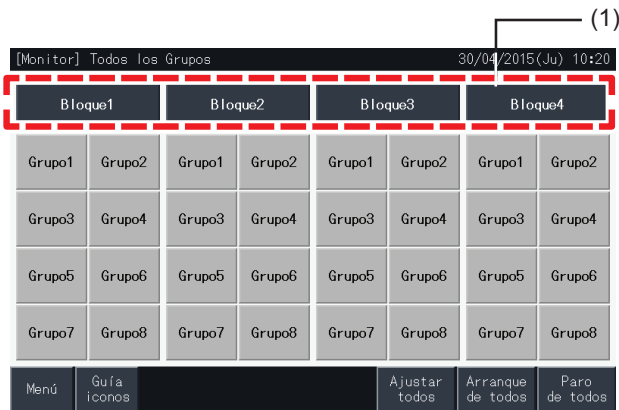 (1)
[Monitor] Todos los Grupos 30/04/2015(Ju) 10:20
Bloque1 Bloque2 Bloque3 Bloque4
Grupo1 Grupo2 Grupo1 Grupo2 Grupo1 Grupo2 Grupo1 Grupo2
Grupo3 Grupo4 Grupo3 Grupo4 Grupo3 Grupo4 Grupo3 Grupo4
Grupo5 Grupo6 Grupo5 Grupo6 Grupo5 Grupo6 Grupo5 Grupo6
Grupo7 Grupo8 Grupo7 Grupo8 Grupo7 Grupo8 Grupo7 Grupo8
Menú
Guía
iconos
Ajustar
todos
Arranque
de todos
Paro
de todos